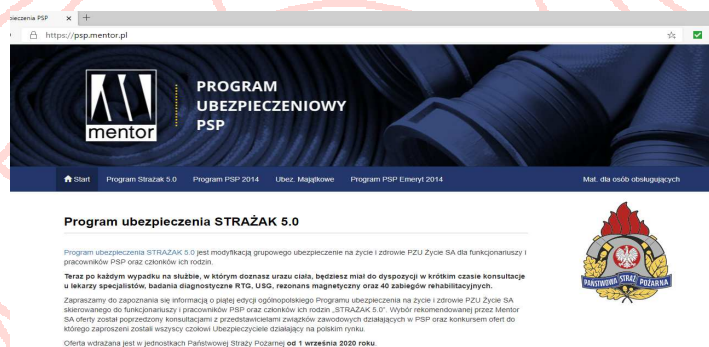 pieczenia PSP
https://psp.mentor.pl
mentor
PROGRAM
UBEZPIECZENIOWY
PSP
Start Program Strażak 5.0 Program PSP 2014 Ubez. Majątkowe Program PSP Emeryt 2014 Mat. dla osób obsługujących
Program ubezpieczenia STRAŻAK 5.0
Program ubezpieczenia STRAŻAK 5.0 jest modyfikacją grupowego ubezpieczenie na życie i zdrowie PZU Życie SA dla funkcjonariuszy i
pracowników PSP oraz członków ich rodzin.
Teraz po każdym wypadku na służbie, w którym doznasz urazu ciała, będziesz miał do dyspozycji w krótkim czasie konsultacje
u lekarzy specjalistów, badania diagnostyczne RTG, USG, rezonans magnetyczny oraz 40 zabiegów rehabilitacyjnych.
Zapraszamy do zapoznania się informacją o piątej edycji ogólnopolskiego Programu ubezpieczenia na życie i zdrowie PZU Życie SA
skierowanego do funkcjonariuszy i pracowników PSP oraz członków ich rodzin „STRAŻAK 5.0". Wybór rekomendowanej przez Mentor
SA oferty został poprzedzony konsultacjami z przedstawicielami związków zawodowych działających w PSP oraz konkursem ofert do
którego zaproszeni zostali wszyscy czołowi Ubezpieczyciele działający na polskim rynku.
Oferta wdrażana jest w jednostkach Państwowej Straży Pożarnej od 1 września 2020 roku.
PAŃSTWOWA STRAŻ POŻARNA